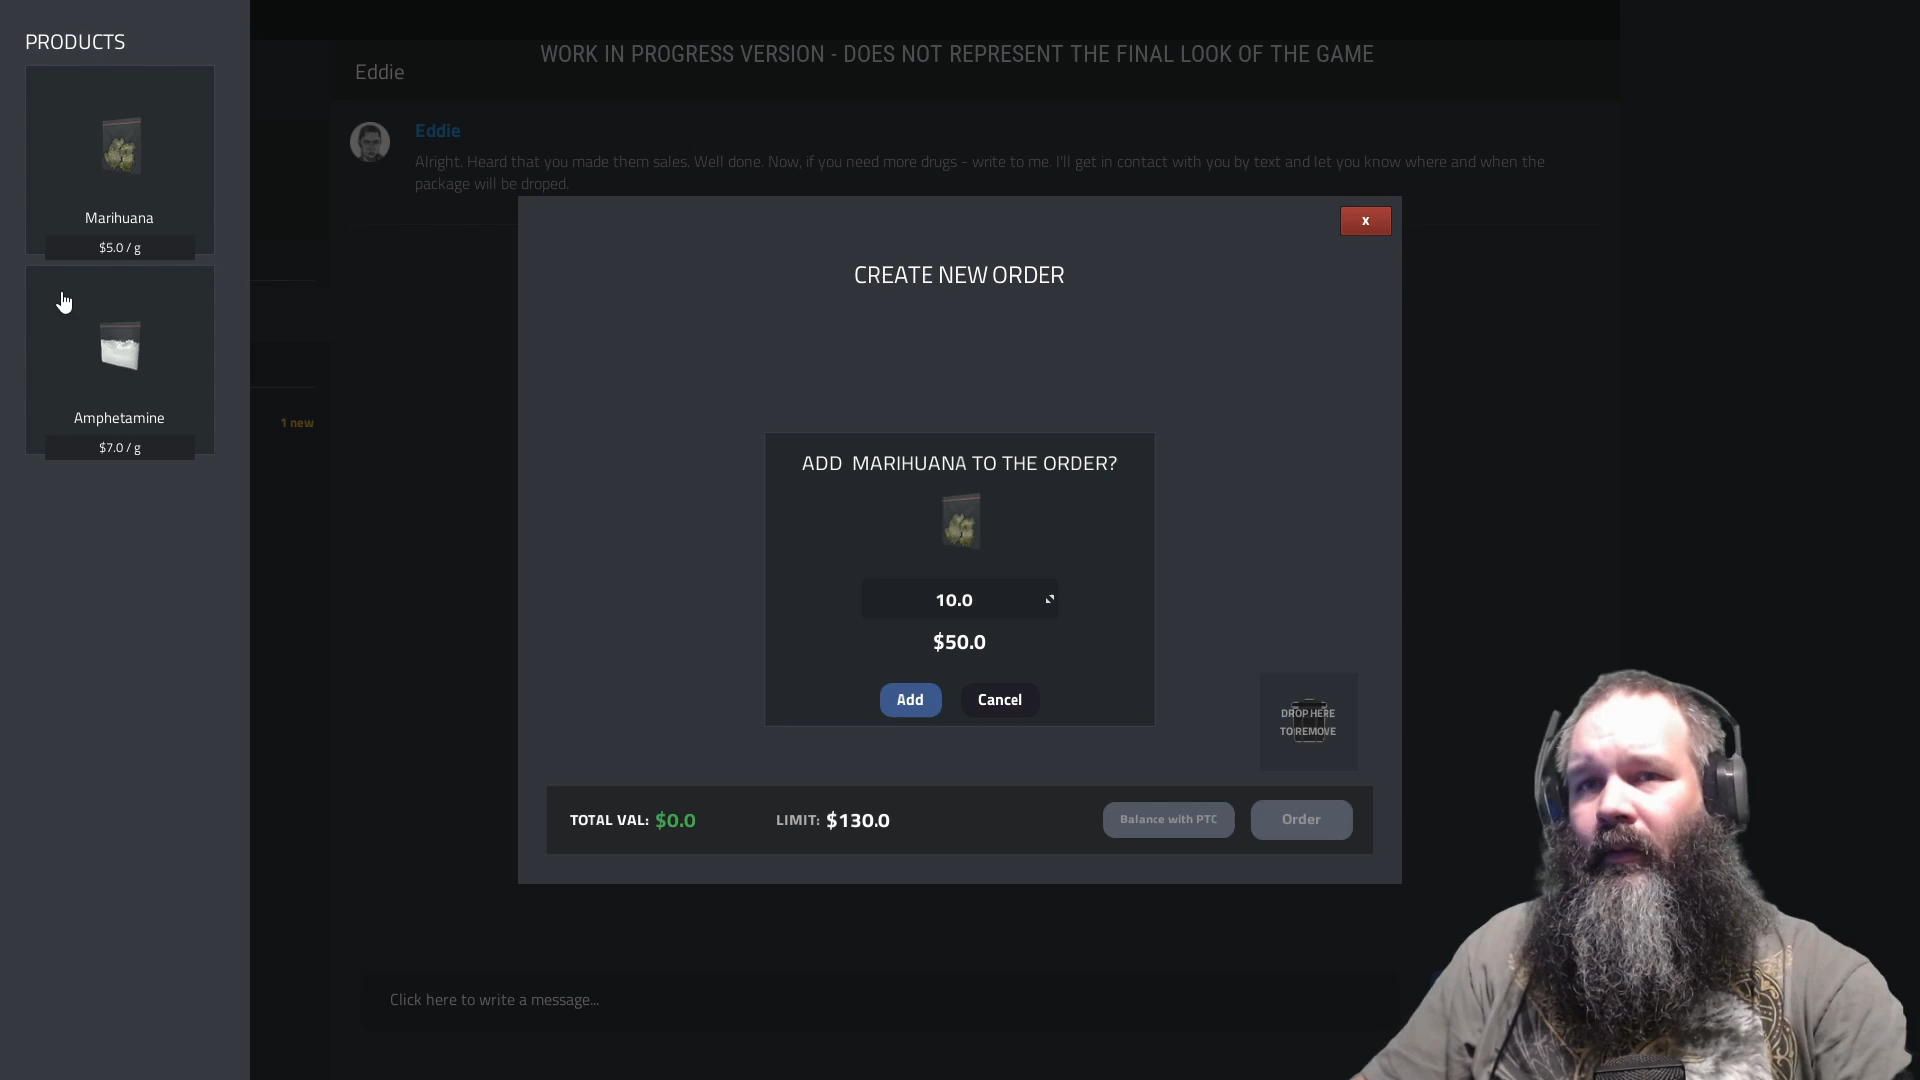 PRODUCTS
Marihuana
$5.0 / g
Amphetamine
$7.0 / g
1 new
WORK IN PROGRESS VERSION - DOES NOT REPRESENT THE FINAL LOOK OF THE GAME
Eddie
Eddie
Alright. Heard that you made them sales. Well done. Now, if you need more drugs - write to me. I'll get in contact with you by text and let you know where and when the
package will be droped.
x
CREATE NEW ORDER
ADD MARIHUANA TO THE ORDER?
10.0
$50.0
Add
Cancel
DROP HERE
TO REMOVE
TOTAL VAL: $0.0
LIMIT: $130.0
Balance with PTC
Order
Click here to write a message...